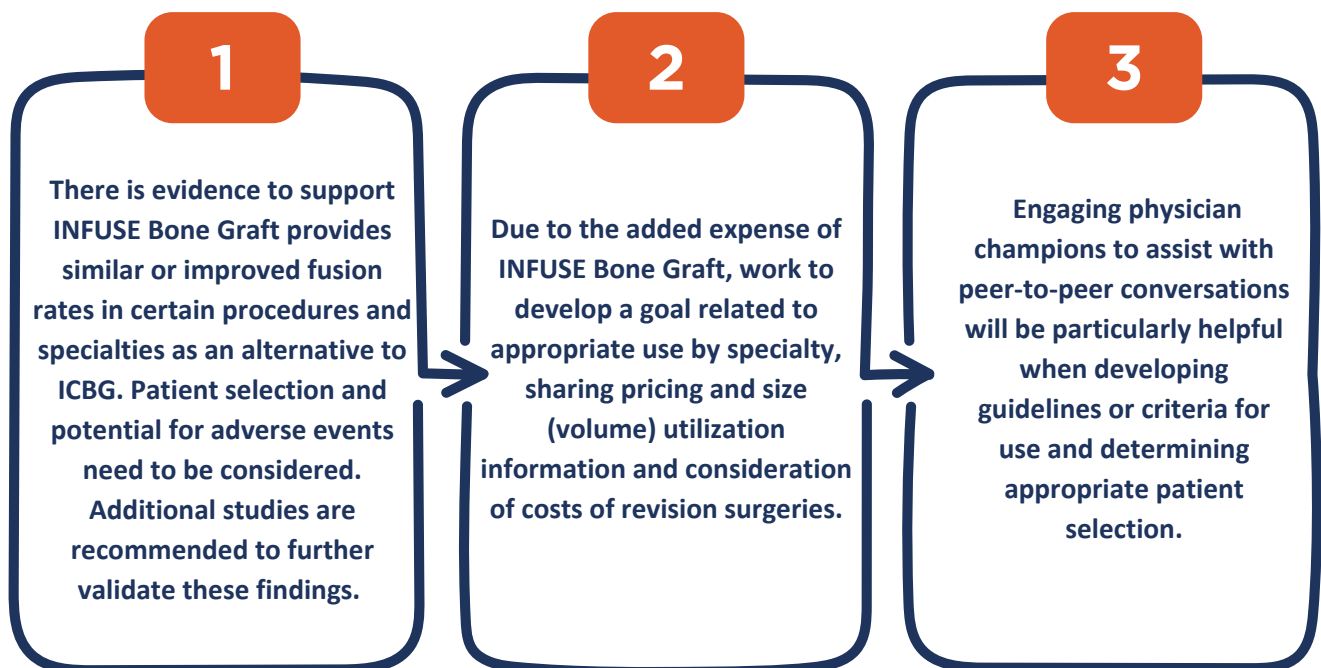 1
There is evidence to support
INFUSE Bone Graft provides
similar or improved fusion
rates in certain procedures and
specialties as an alternative to
ICBG. Patient selection and
potential for adverse events
need to be considered.
Additional studies are
recommended to further
validate these findings.
2
Due to the added expense of
INFUSE Bone Graft, work to
develop a goal related to
appropriate use by specialty,
sharing pricing and size
(volume) utilization
information and consideration
of costs of revision surgeries.
3
Engaging physician
champions to assist with
peer-to-peer conversations
will be particularly helpful
when developing
guidelines or criteria for
use and determining
appropriate patient
selection.